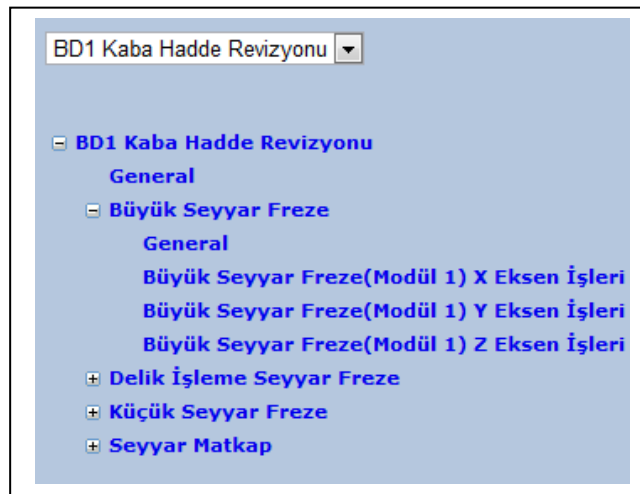 BD1 Kaba Hadde Revizyonu
BD1 Kaba Hadde Revizyonu
General
Büyük Seyyar Freze
General
Büyük Seyyar Freze(Modül 1) X Eksen İşleri
Büyük Seyyar Freze(Modül 1) Y Eksen İşleri
Büyük Seyyar Freze(Modül 1) Z Eksen İşleri
Delik İşleme Seyyar Freze
Küçük Seyyar Freze
Seyyar Matkap